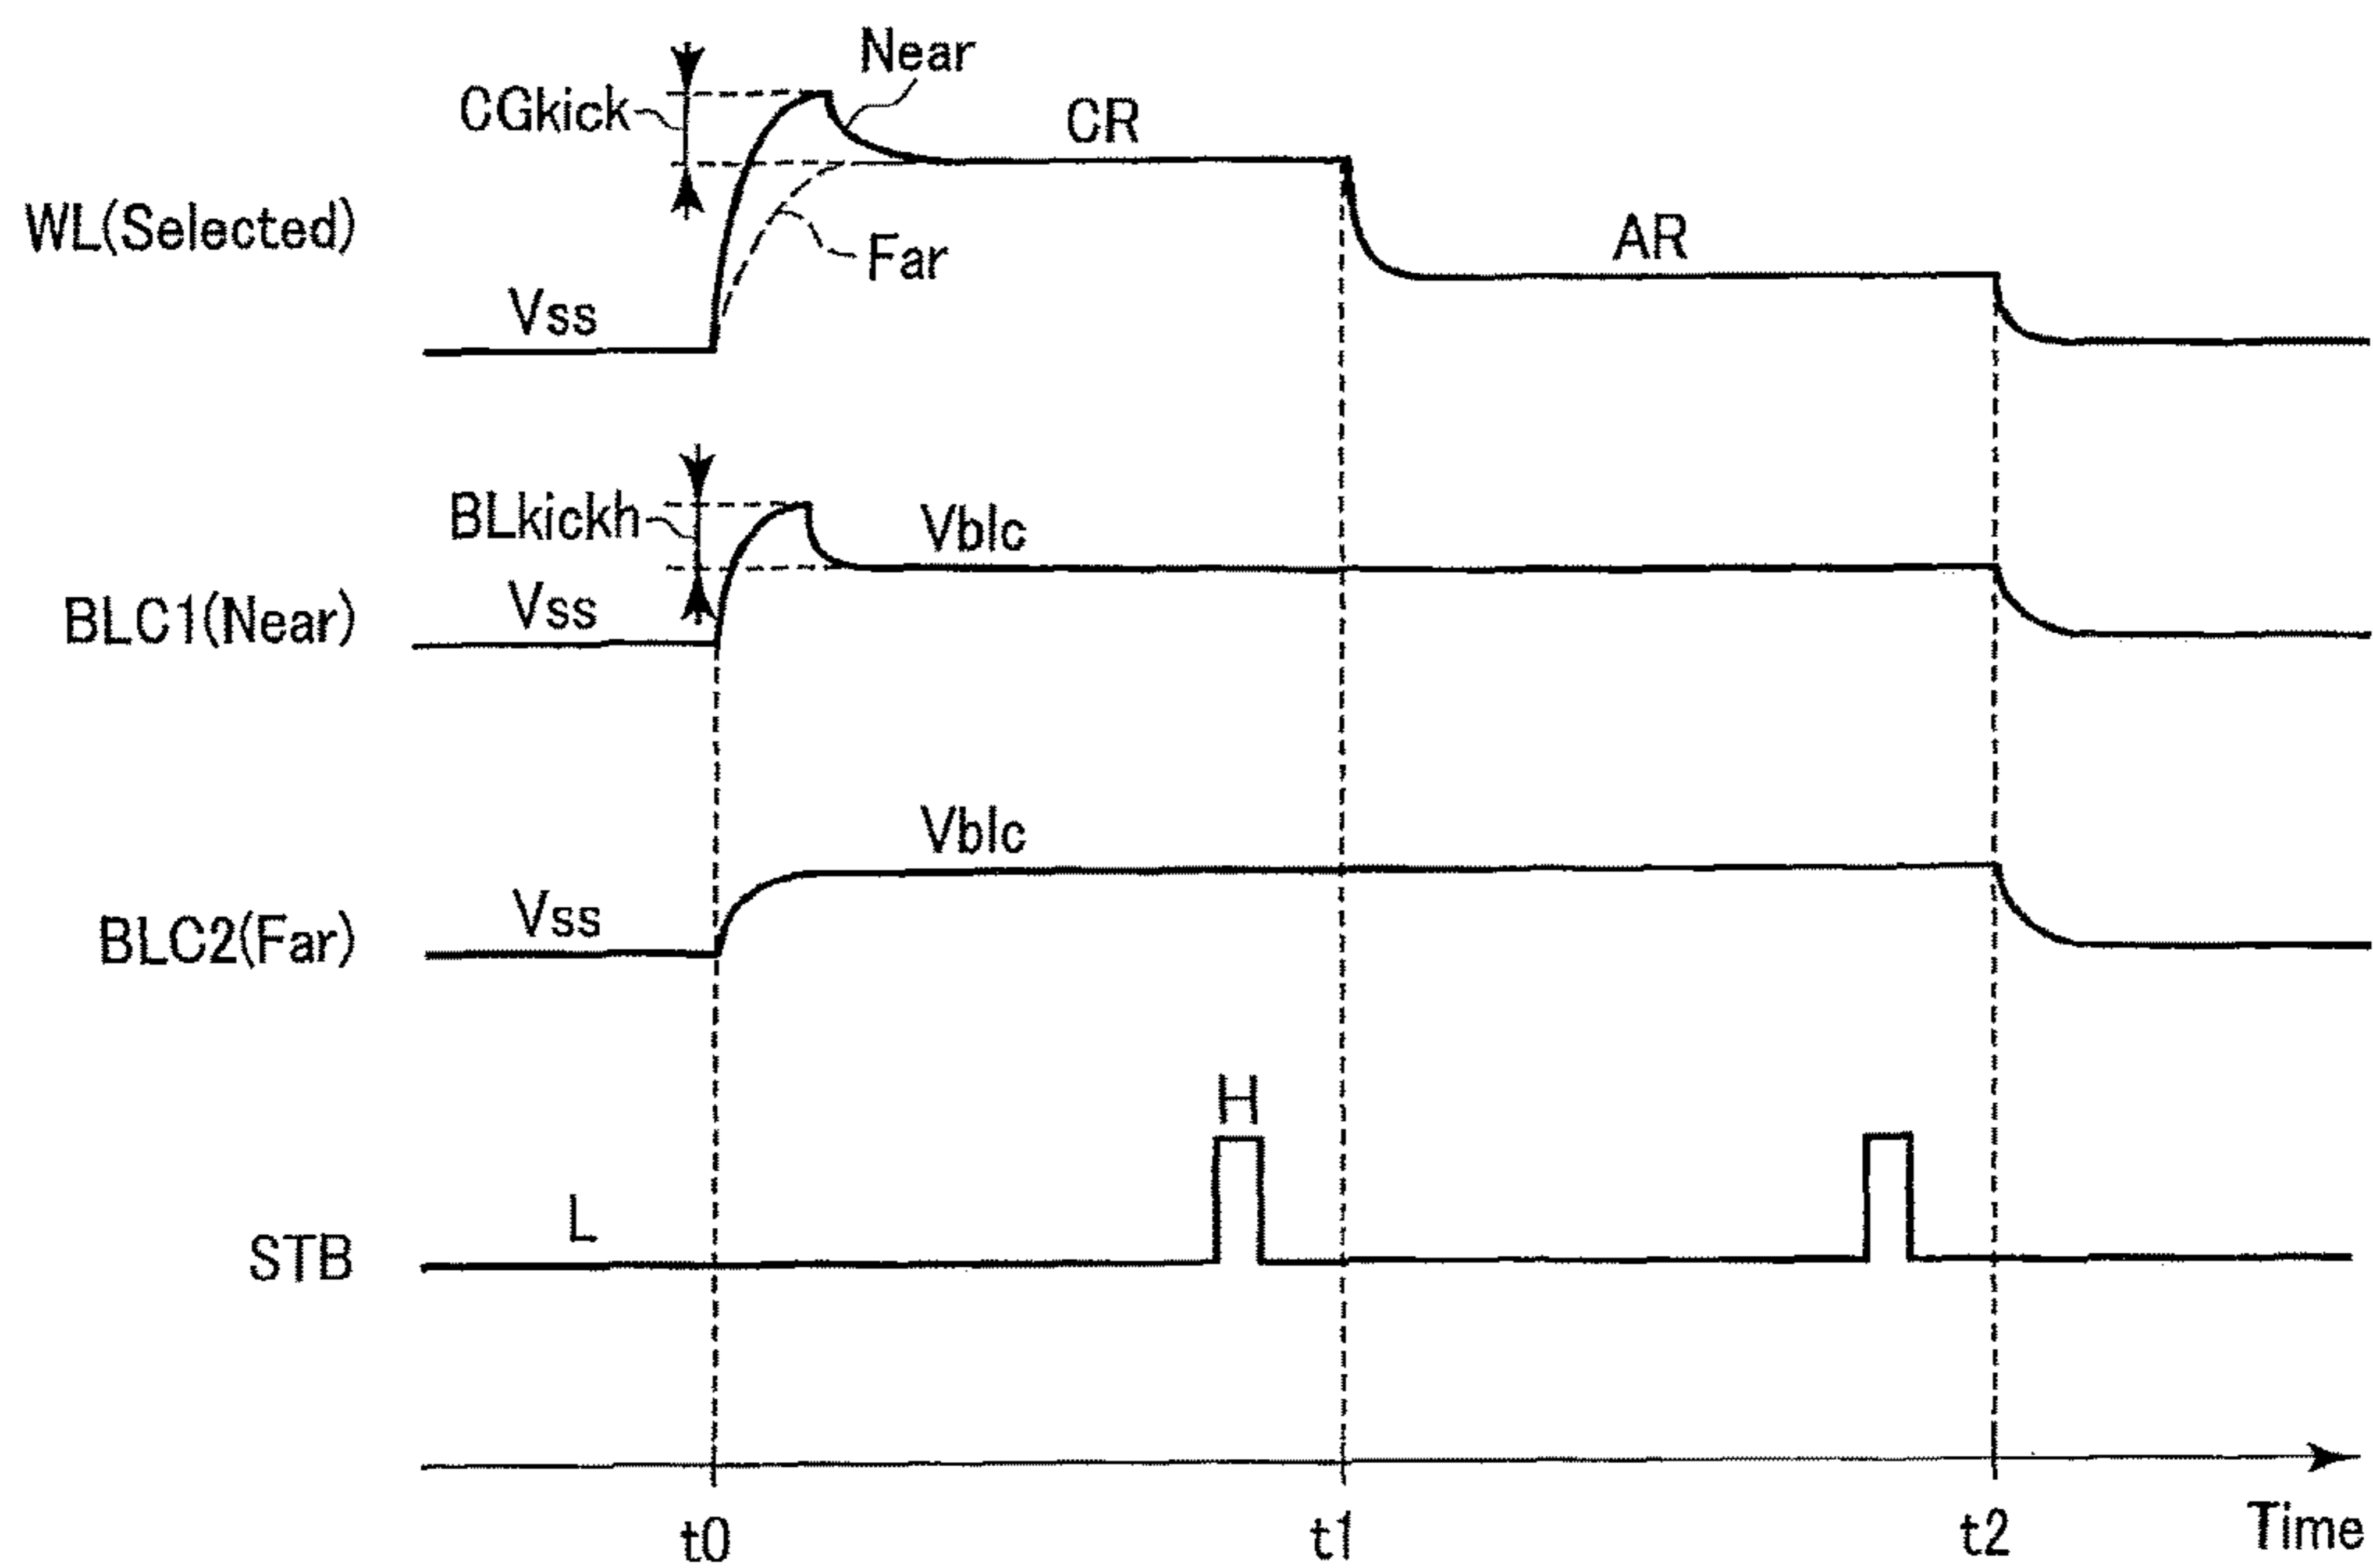 Near
CGkick
CR
WL(Selected)
Far
AR
Vss
BLkickh
Vblc
Vss
BLC1(Near)
Vblc
Vss
BLC2(Far)
H
L
STB
t0
t1
t2
Time